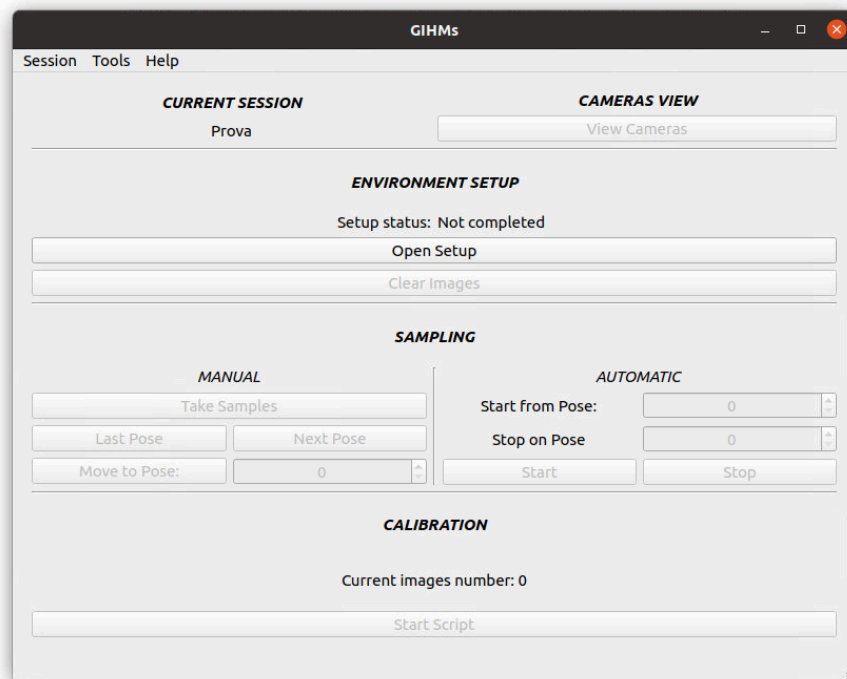 GIHMs
Session Tools Help
CURRENT SESSION
CAMERAS VIEW
Prova
View Cameras
ENVIRONMENT SETUP
Setup status: Not completed
Open Setup
Clear Images
SAMPLING
MANUAL
AUTOMATIC
Take Samples
Start from Pose: 0
Last Pose
Next Pose
Stop on Pose 0
Move to Pose: 0
Start
Stop
CALIBRATION
Current images number: 0
Start Script